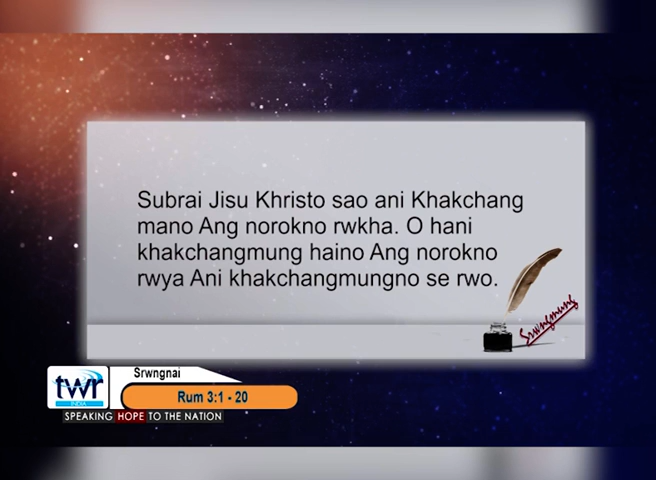 Subrai Jisu Khristo sao ani Khakchang
mano Ang norokno rwkha. O hani
khakchangmung haino Ang norokno
rwya Ani khakchangmungno se rwo.
Srwngmung
twr
INDIA
Srwngnai
Rum 3:1 - 20
SPEAKING HOPE TO THE NATION